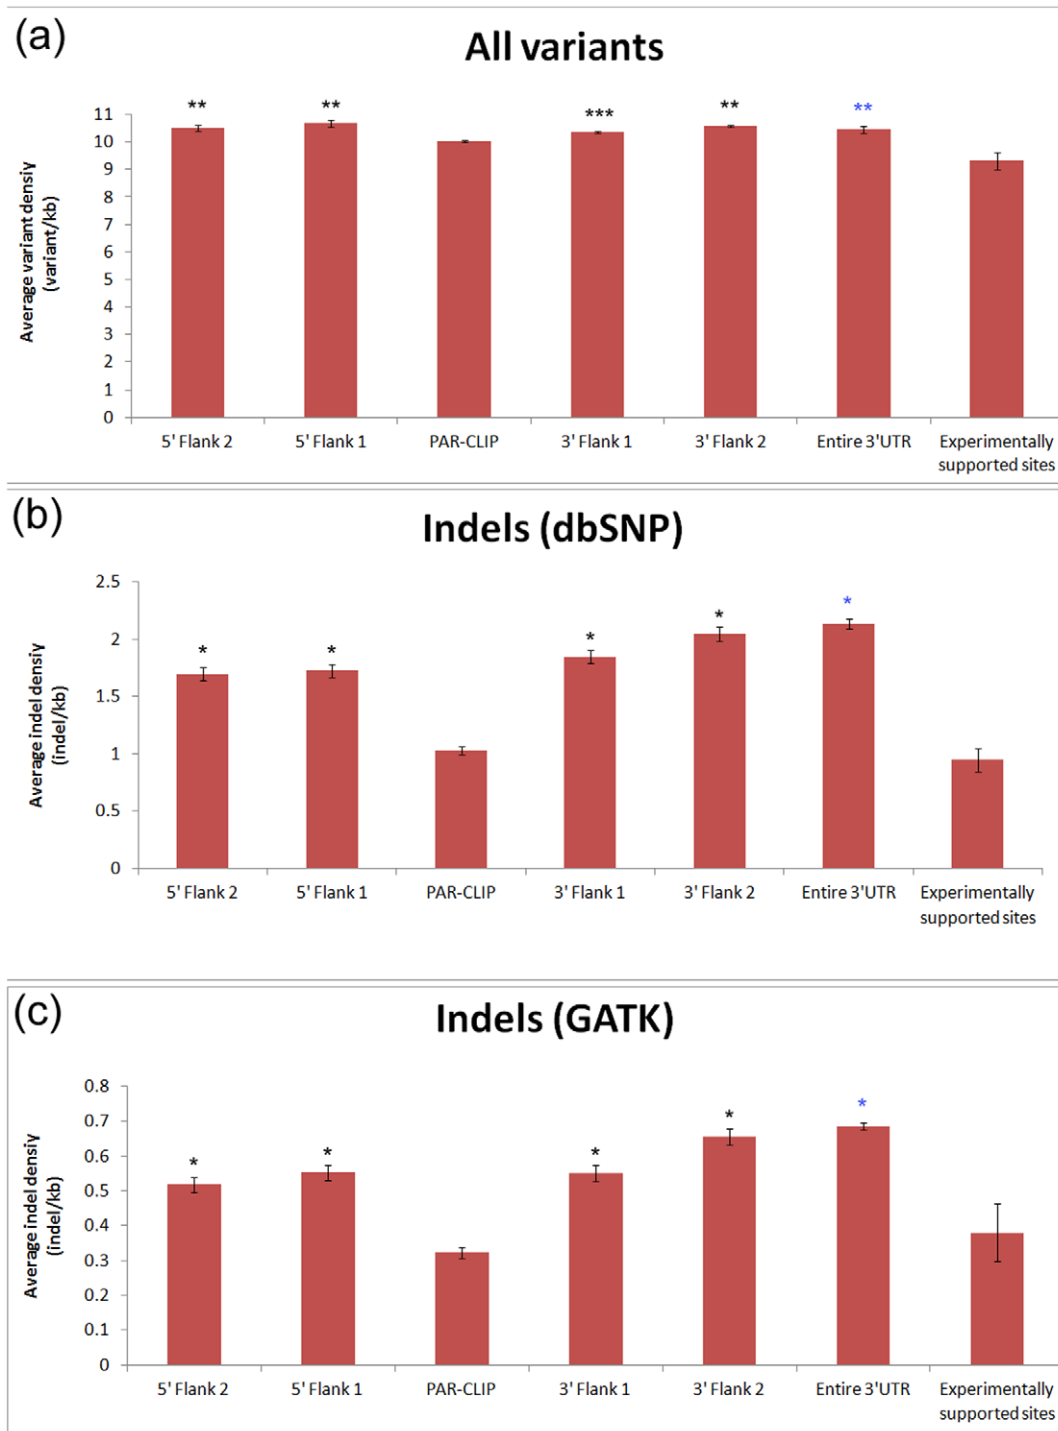 (a)
All variants
** ** *** ** **
Average variant densiy
(variant/kb)
11
10
9
8
7
6
5
4
3
2
1
0
5' Flank 2 5' Flank 1 PAR-CLIP 3' Flank 1 3' Flank 2 Entire 3'UTR Experimentally
supported sites
(b)
Indels (dbSNP)
* * * * *
Average indel densiy
(indel/kb)
2.5
2
1.5
1
0.5
0
5' Flank 2 5' Flank 1 PAR-CLIP 3' Flank 1 3' Flank 2 Entire 3'UTR Experimentally
supported sites
(c)
Indels (GATK)
* * * * *
Average indel densiy
(indel/kb)
0.8
0.7
0.6
0.5
0.4
0.3
0.2
0.1
0
5' Flank 2 5' Flank 1 PAR-CLIP 3' Flank 1 3' Flank 2 Entire 3'UTR Experimentally
supported sites